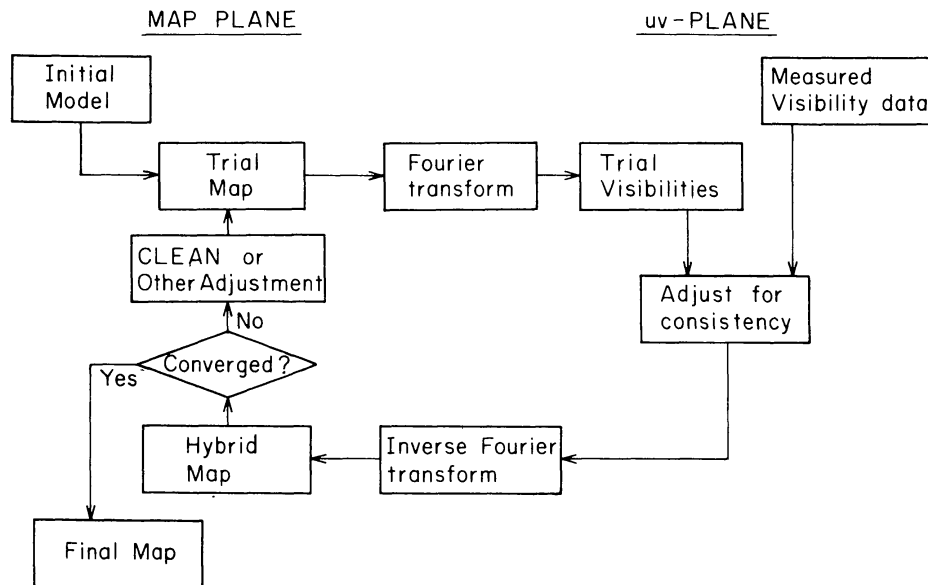 MAP PLANE
uv-PLANE
Initial
Model
Measured
Visibility data
Trial
Map
Fourier
transform
Trial
Visibilities
CLEAN or
Other Adjustment
Adjust for
consistency
No
Converged?
Yes
Hybrid
Map
Inverse Fourier
transform
Final Map